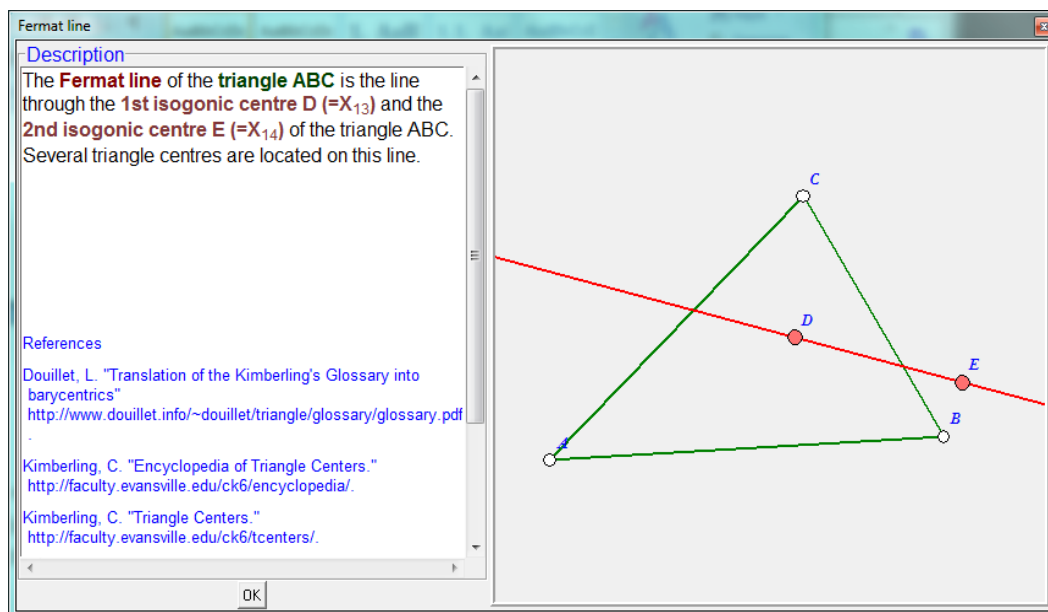 Fermat line
Description
The Fermat line of the triangle ABC is the line
through the 1st isogonic centre D (=X₁₃) and the
2nd isogonic centre E (=X₁₄) of the triangle ABC.
Several triangle centres are located on this line.
References
Douillet, L. "Translation of the Kimberling's Glossary into
barycentrics"
http://www.douillet.info/~douillet/triangle/glossary/glossary.pdf
.
Kimberling, C. "Encyclopedia of Triangle Centers."
http://faculty.evansville.edu/ck6/encyclopedia/.
Kimberling, C. "Triangle Centers."
http://faculty.evansville.edu/ck6/tcenters/.
OK
C
D
E
B
A